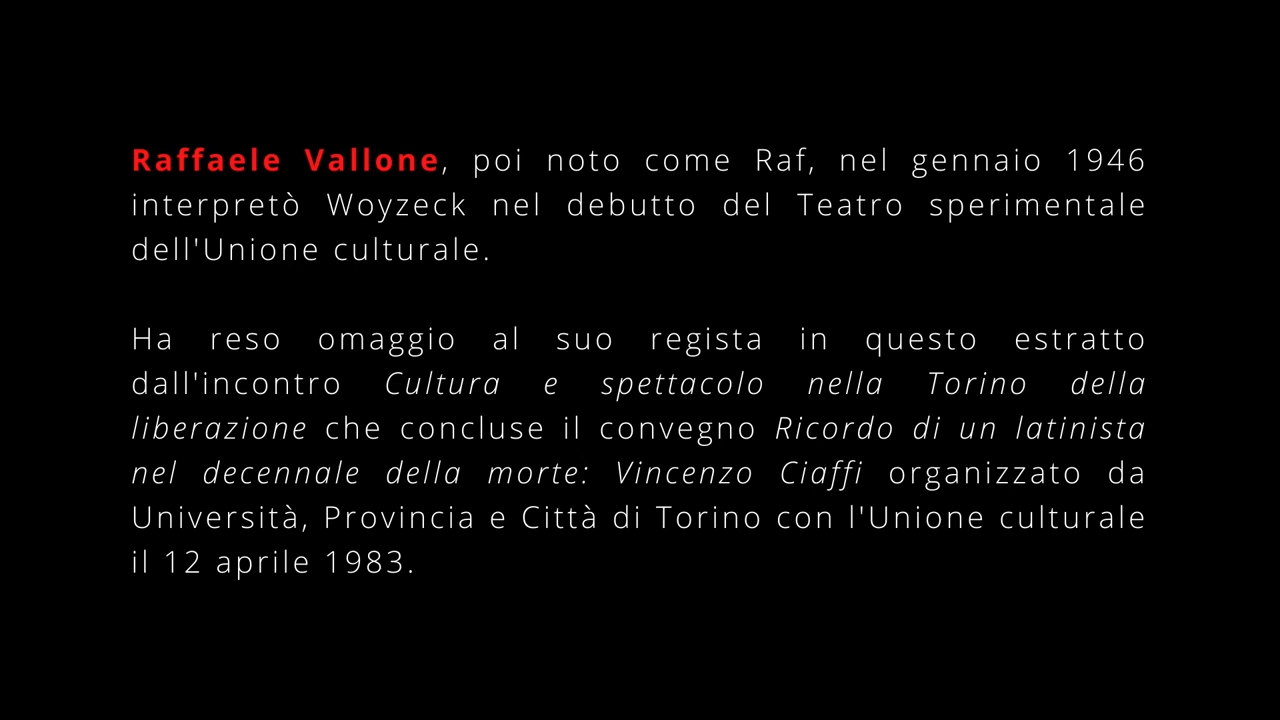 Raffaele Vallone, poi noto come Raf, nel gennaio 1946
interpretò Woyzeck nel debutto del Teatro sperimentale
dell'Unione culturale.
Ha reso omaggio al suo regista in questo estratto
dall'incontro Cultura e spettacolo nella Torino della
liberazione che concluse il convegno Ricordo di un latinista
nel decennale della morte: Vincenzo Ciaffi organizzato da
Università, Provincia e Città di Torino con l'Unione culturale
il 12 aprile 1983.